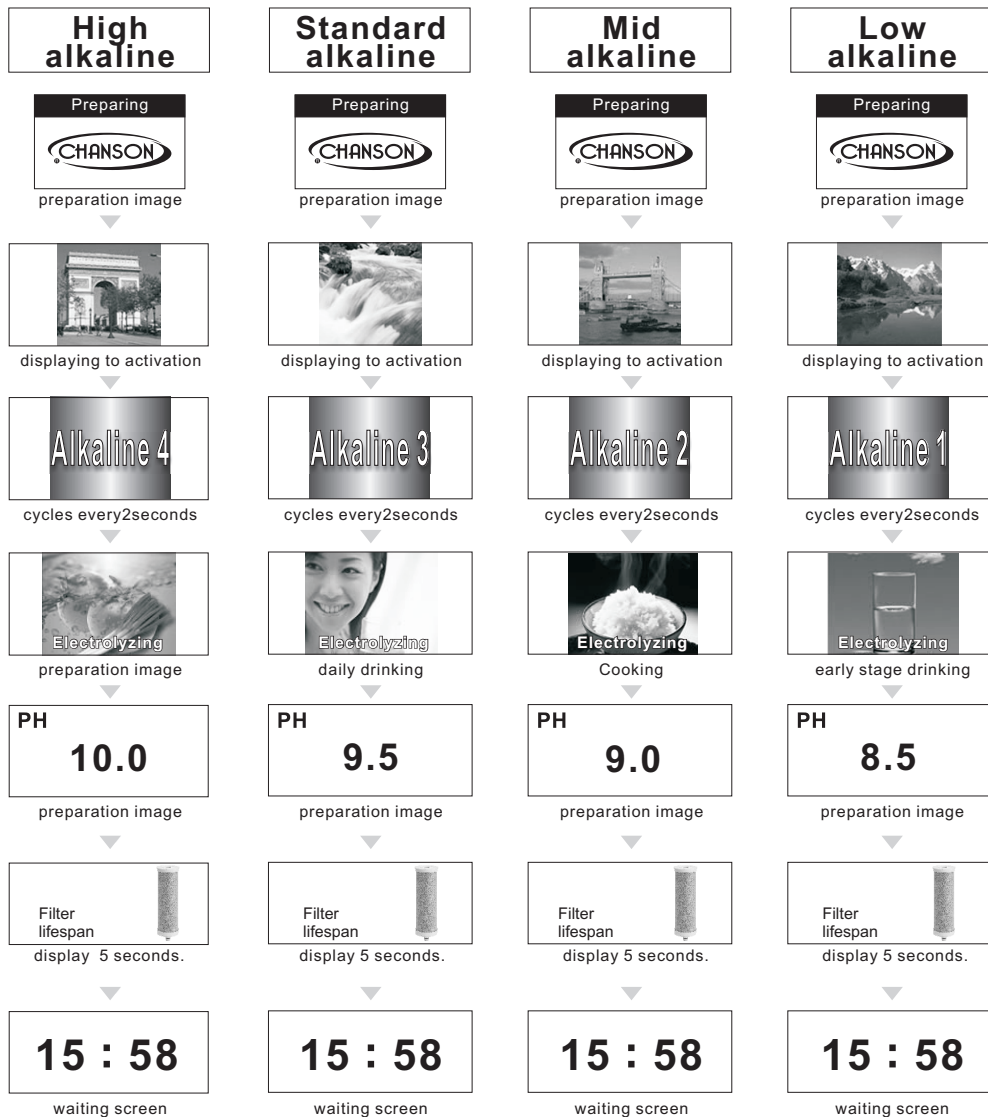 High
alkaline
Preparing
CHANSON
®
preparation image
displaying to activation
Alkaline 4
cycles every2seconds
Electrolyzing
preparation image
PH
10.0
preparation image
Filter
lifespan
display  5 seconds.
15 : 58
waiting screen
Standard
alkaline
Preparing
CHANSON
®
preparation image
displaying to activation
Alkaline 3
cycles every2seconds
Electrolyzing
daily drinking
PH
9.5
preparation image
Filter
lifespan
display 5 seconds.
15 : 58
waiting screen
Mid
alkaline
Preparing
CHANSON
®
preparation image
displaying to activation
Alkaline 2
cycles every2seconds
Electrolyzing
Cooking
PH
9.0
preparation image
Filter
lifespan
display 5 seconds.
15 : 58
waiting screen
Low
alkaline
Preparing
CHANSON
®
preparation image
displaying to activation
Alkaline 1
cycles every2seconds
Electrolyzing
early stage drinking
PH
8.5
preparation image
Filter
lifespan
display 5 seconds.
15 : 58
waiting screen